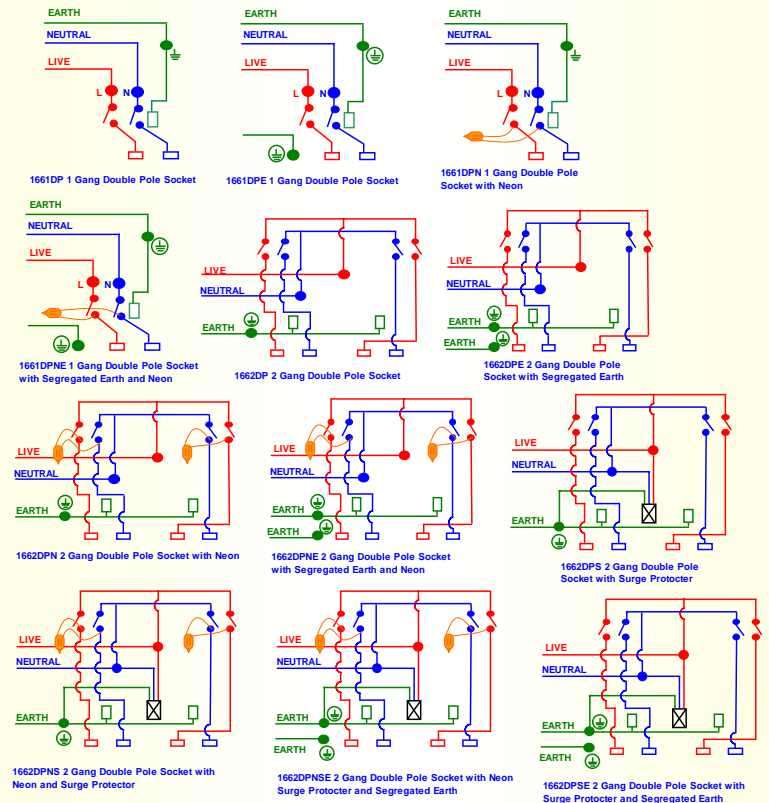 EARTH
NEUTRAL
LIVE
L N
1661DP 1 Gang Double Pole Socket
EARTH
NEUTRAL
LIVE
L N
1661DPE 1 Gang Double Pole Socket
EARTH
NEUTRAL
LIVE
L N
1661DPN 1 Gang Double Pole
Socket with Neon
EARTH
NEUTRAL
LIVE
L N
1661DPNE 1 Gang Double Pole Socket
with Segregated Earth and Neon
LIVE
NEUTRAL
EARTH
1662DP 2 Gang Double Pole Socket
LIVE
NEUTRAL
EARTH
EARTH
1662DPE 2 Gang Double Pole
Socket with Segregated Earth
LIVE
NEUTRAL
EARTH
1662DPN 2 Gang Double Pole Socket with Neon
LIVE
NEUTRAL
EARTH
EARTH
1662DPNE 2 Gang Double Pole Socket
with Segregated Earth and Neon
LIVE
NEUTRAL
EARTH
1662DPS 2 Gang Double Pole
Socket with Surge Protocter
LIVE
NEUTRAL
EARTH
1662DPNS 2 Gang Double Pole Socket with
Neon and Surge Protector
LIVE
NEUTRAL
EARTH
EARTH
1662DPNSE 2 Gang Double Pole Socket with Neon
Surge Protocter and Segregated Earth
LIVE
NEUTRAL
EARTH
EARTH
1662DPSE 2 Gang Double Pole Socket with
Surge Protocter and Segregated Earth